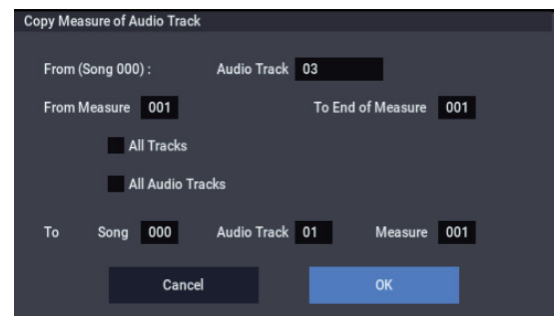 Copy Measure of Audio Track
From (Song 000) : Audio Track 03
From Measure 001 To End of Measure 001
All Tracks
All Audio Tracks
To Song 000 Audio Track 01 Measure 001
Cancel OK